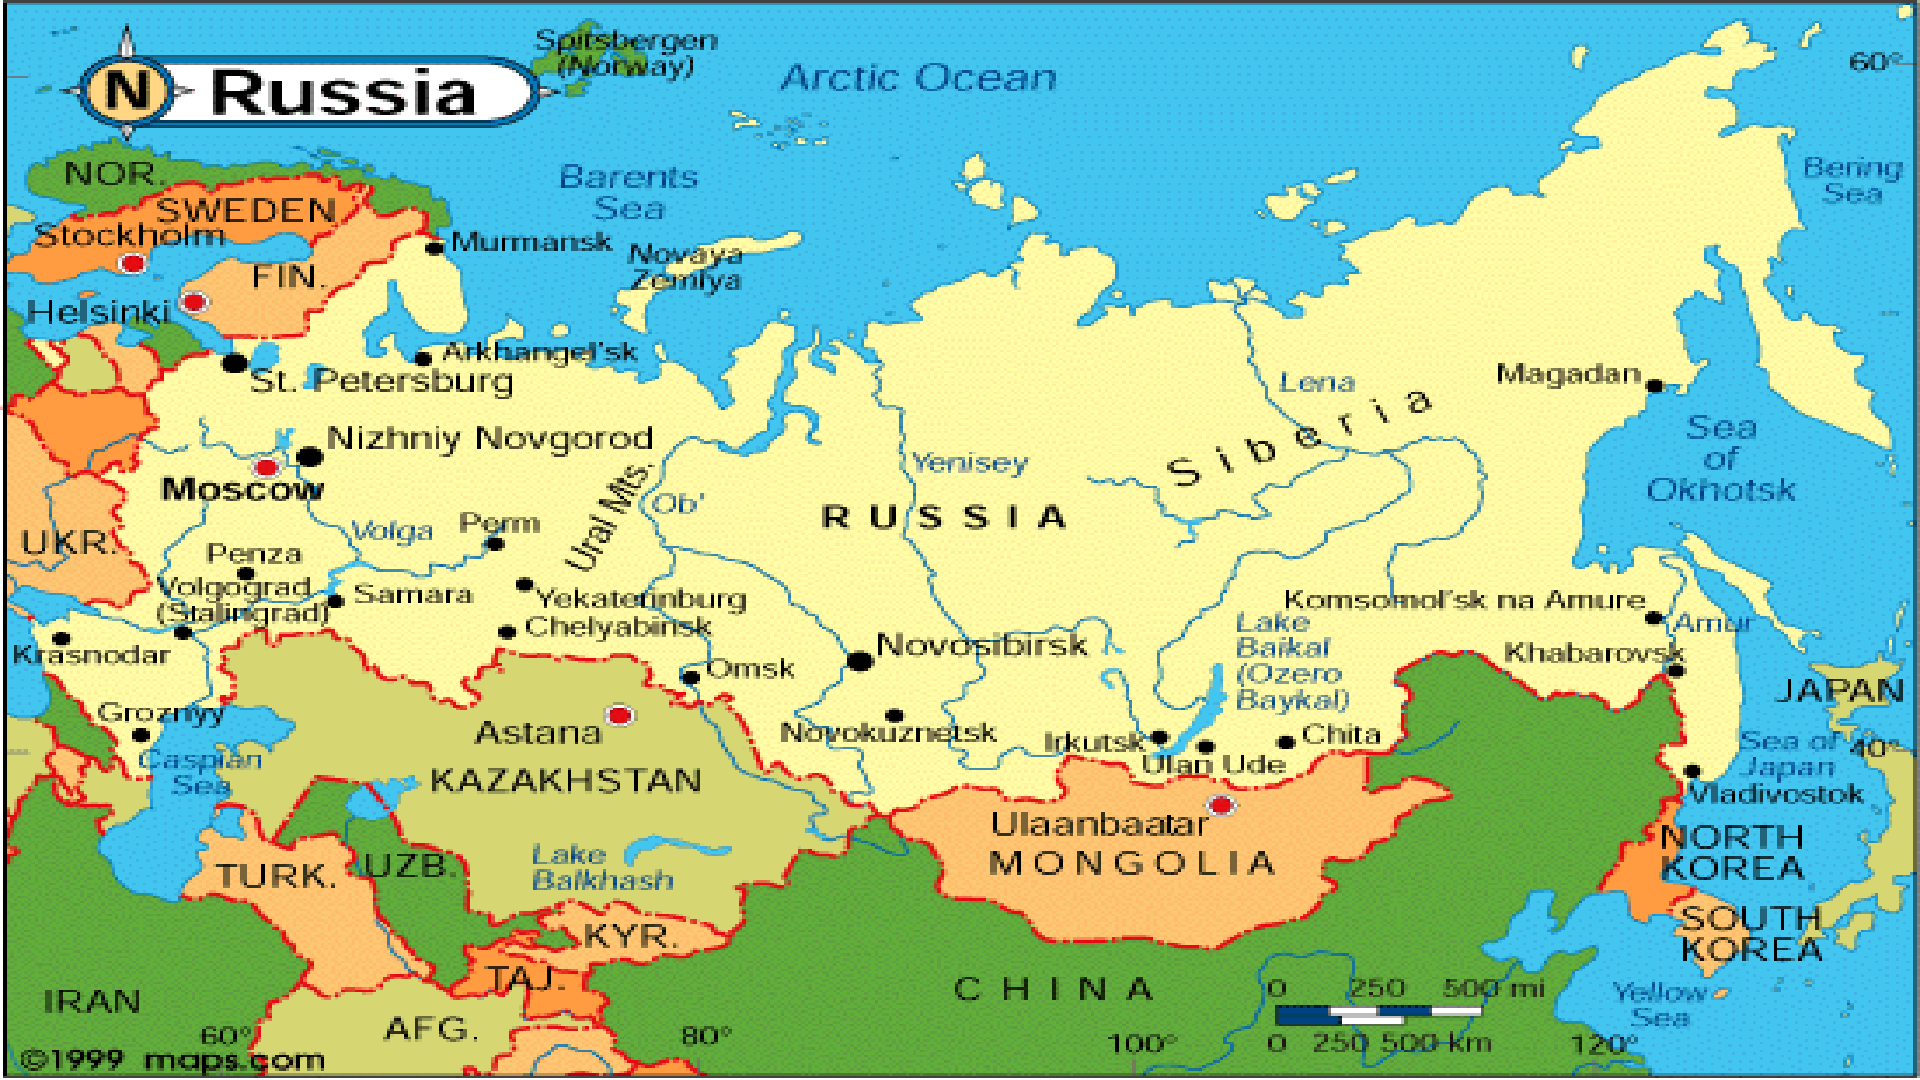 Spitsbergen
(Norway)
Arctic Ocean
60°
N
Russia
NOR.
Barents
Sea
Bering
Sea
SWEDEN
Stockholm
Murmansk
Novaya
Zemlya
FIN.
Helsinki
Arkhangel'sk
St. Petersburg
Lena
Magadan
Siberia
Nizhniy Novgorod
Sea
of
Okhotsk
Moscow
Yenisey
Ural Mts.
Ob'
RUSSIA
Volga
Perm
UKR.
Penza
Volgograd
(Stalingrad)
Samara
Yekaterinburg
Chelyabinsk
Komsomol'sk na Amure
Amur
Krasnodar
Novosibirsk
Lake
Baikal
(Ozero
Baykal)
Khabarovsk
Omsk
JAPAN
Groznyy
Astana
Novokuznetsk
Irkutsk
Chita
Ulan Ude
Sea of
Japan
40°
Caspian
Sea
KAZAKHSTAN
Vladivostok
Ulaanbaatar
MONGOLIA
NORTH
KOREA
TURK.
UZB.
Lake
Balkhash
SOUTH
KOREA
KYR.
TAJ.
CHINA
IRAN
AFG.
0 250 500 mi
0 250 500 km
Yellow
Sea
60°
80°
100°
120°
©1999 maps.com